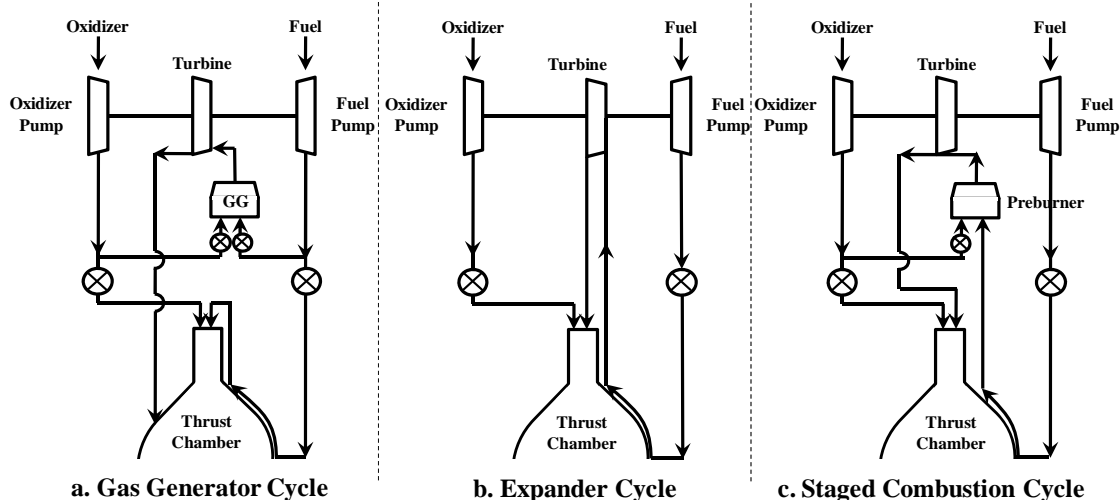 Oxidizer
Fuel
Turbine
Oxidizer
Pump
Fuel
Pump
GG
Thrust
Chamber
a. Gas Generator Cycle
Oxidizer
Fuel
Turbine
Oxidizer
Pump
Fuel
Pump
Thrust
Chamber
b. Expander Cycle
Oxidizer
Fuel
Turbine
Oxidizer
Pump
Fuel
Pump
Preburner
Thrust
Chamber
c. Staged Combustion Cycle